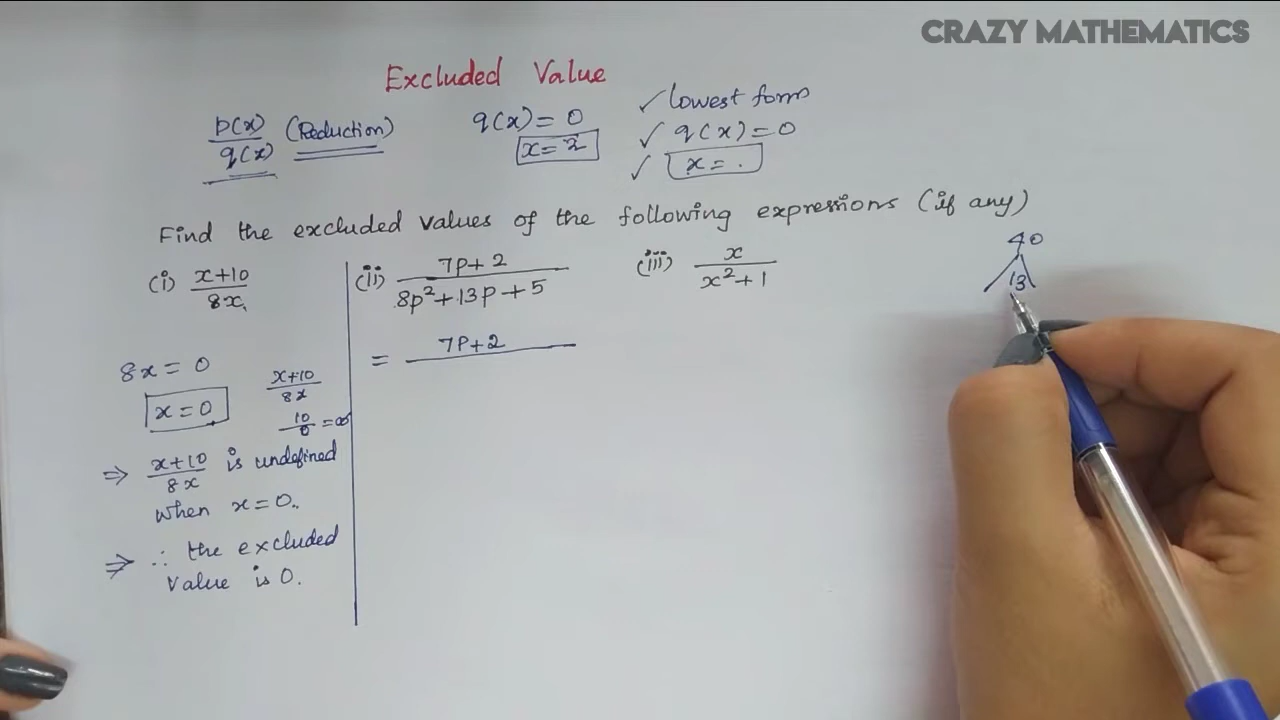 CRAZY MATHEMATICS
Excluded Value
p(x)/q(x) (Reduction)
q(x) = 0
x = 2
✓ lowest form
✓ q(x) = 0
✓ x = .
Find the excluded values of the following expressions (if any)
(i) x+10/8x
(ii) 7p+2/8p²+13p+5
(iii) x/x²+1
40
13
8x = 0
x = 0
x+10/8x
10/0 = ∞
⇒ x+10/8x is undefined
when x = 0.
⇒ ∴ the excluded
value is 0.
= 7p+2